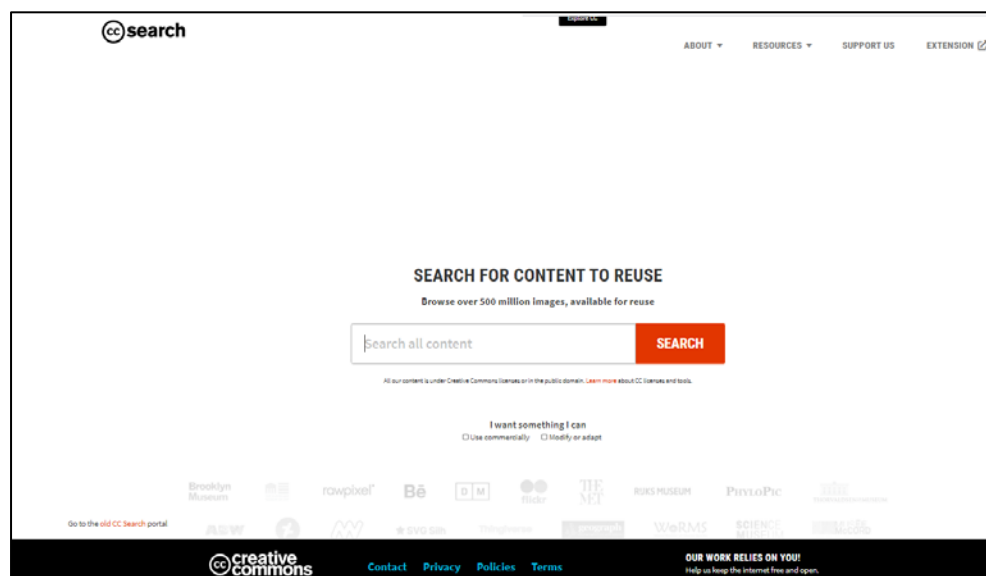 Explore CC
cc search
ABOUT RESOURCES SUPPORT US EXTENSION
SEARCH FOR CONTENT TO REUSE
Browse over 500 million images, available for reuse
Search all content
SEARCH
All our content is under Creative Commons licenses or in the public domain. Learn more about CC licenses and tools.
I want something I can
Use commercially Modify or adapt
Brooklyn Museum rawpixel Bē D M flickr THE MET RIJKSMUSEUM PHYLOPIC
Go to the old CC Search portal
SVG SILH Thingiverse WoRMS SCIENCE MUSEUM
cc creative commons
Contact Privacy Policies Terms
OUR WORK RELIES ON YOU!
Help us keep the internet free and open.